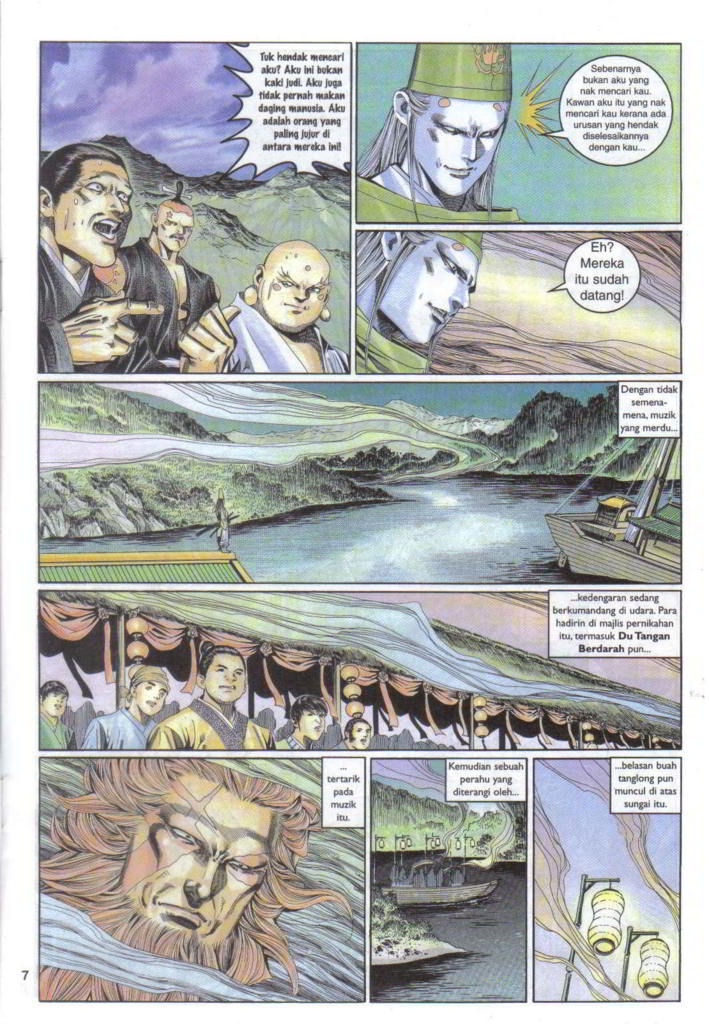 Tuk hendak mencari
aku? Aku ini bukan
kaki judi. Aku juga
tidak pernah makan
daging manusia. Aku
adalah orang yang
paling jujur di
antara mereka ini!
Sebenarnya
bukan aku yang
nak mencari kau.
Kawan aku itu yang nak
mencari kau kerana ada
urusan yang hendak
diselesaikannya
dengan kau...
Eh?
Mereka
itu sudah
datang!
Dengan tidak
semena-
mena, muzik
yang merdu...
...kedengaran sedang
berkumandang di udara. Para
hadirin di majlis pernikahan
itu, termasuk Du Tangan
Berdarah pun...
...
tertarik
pada
muzik
itu.
Kemudian sebuah
perahu yang
diterangi oleh...
...belasan buah
tanglong pun
muncul di atas
sungai itu.
7